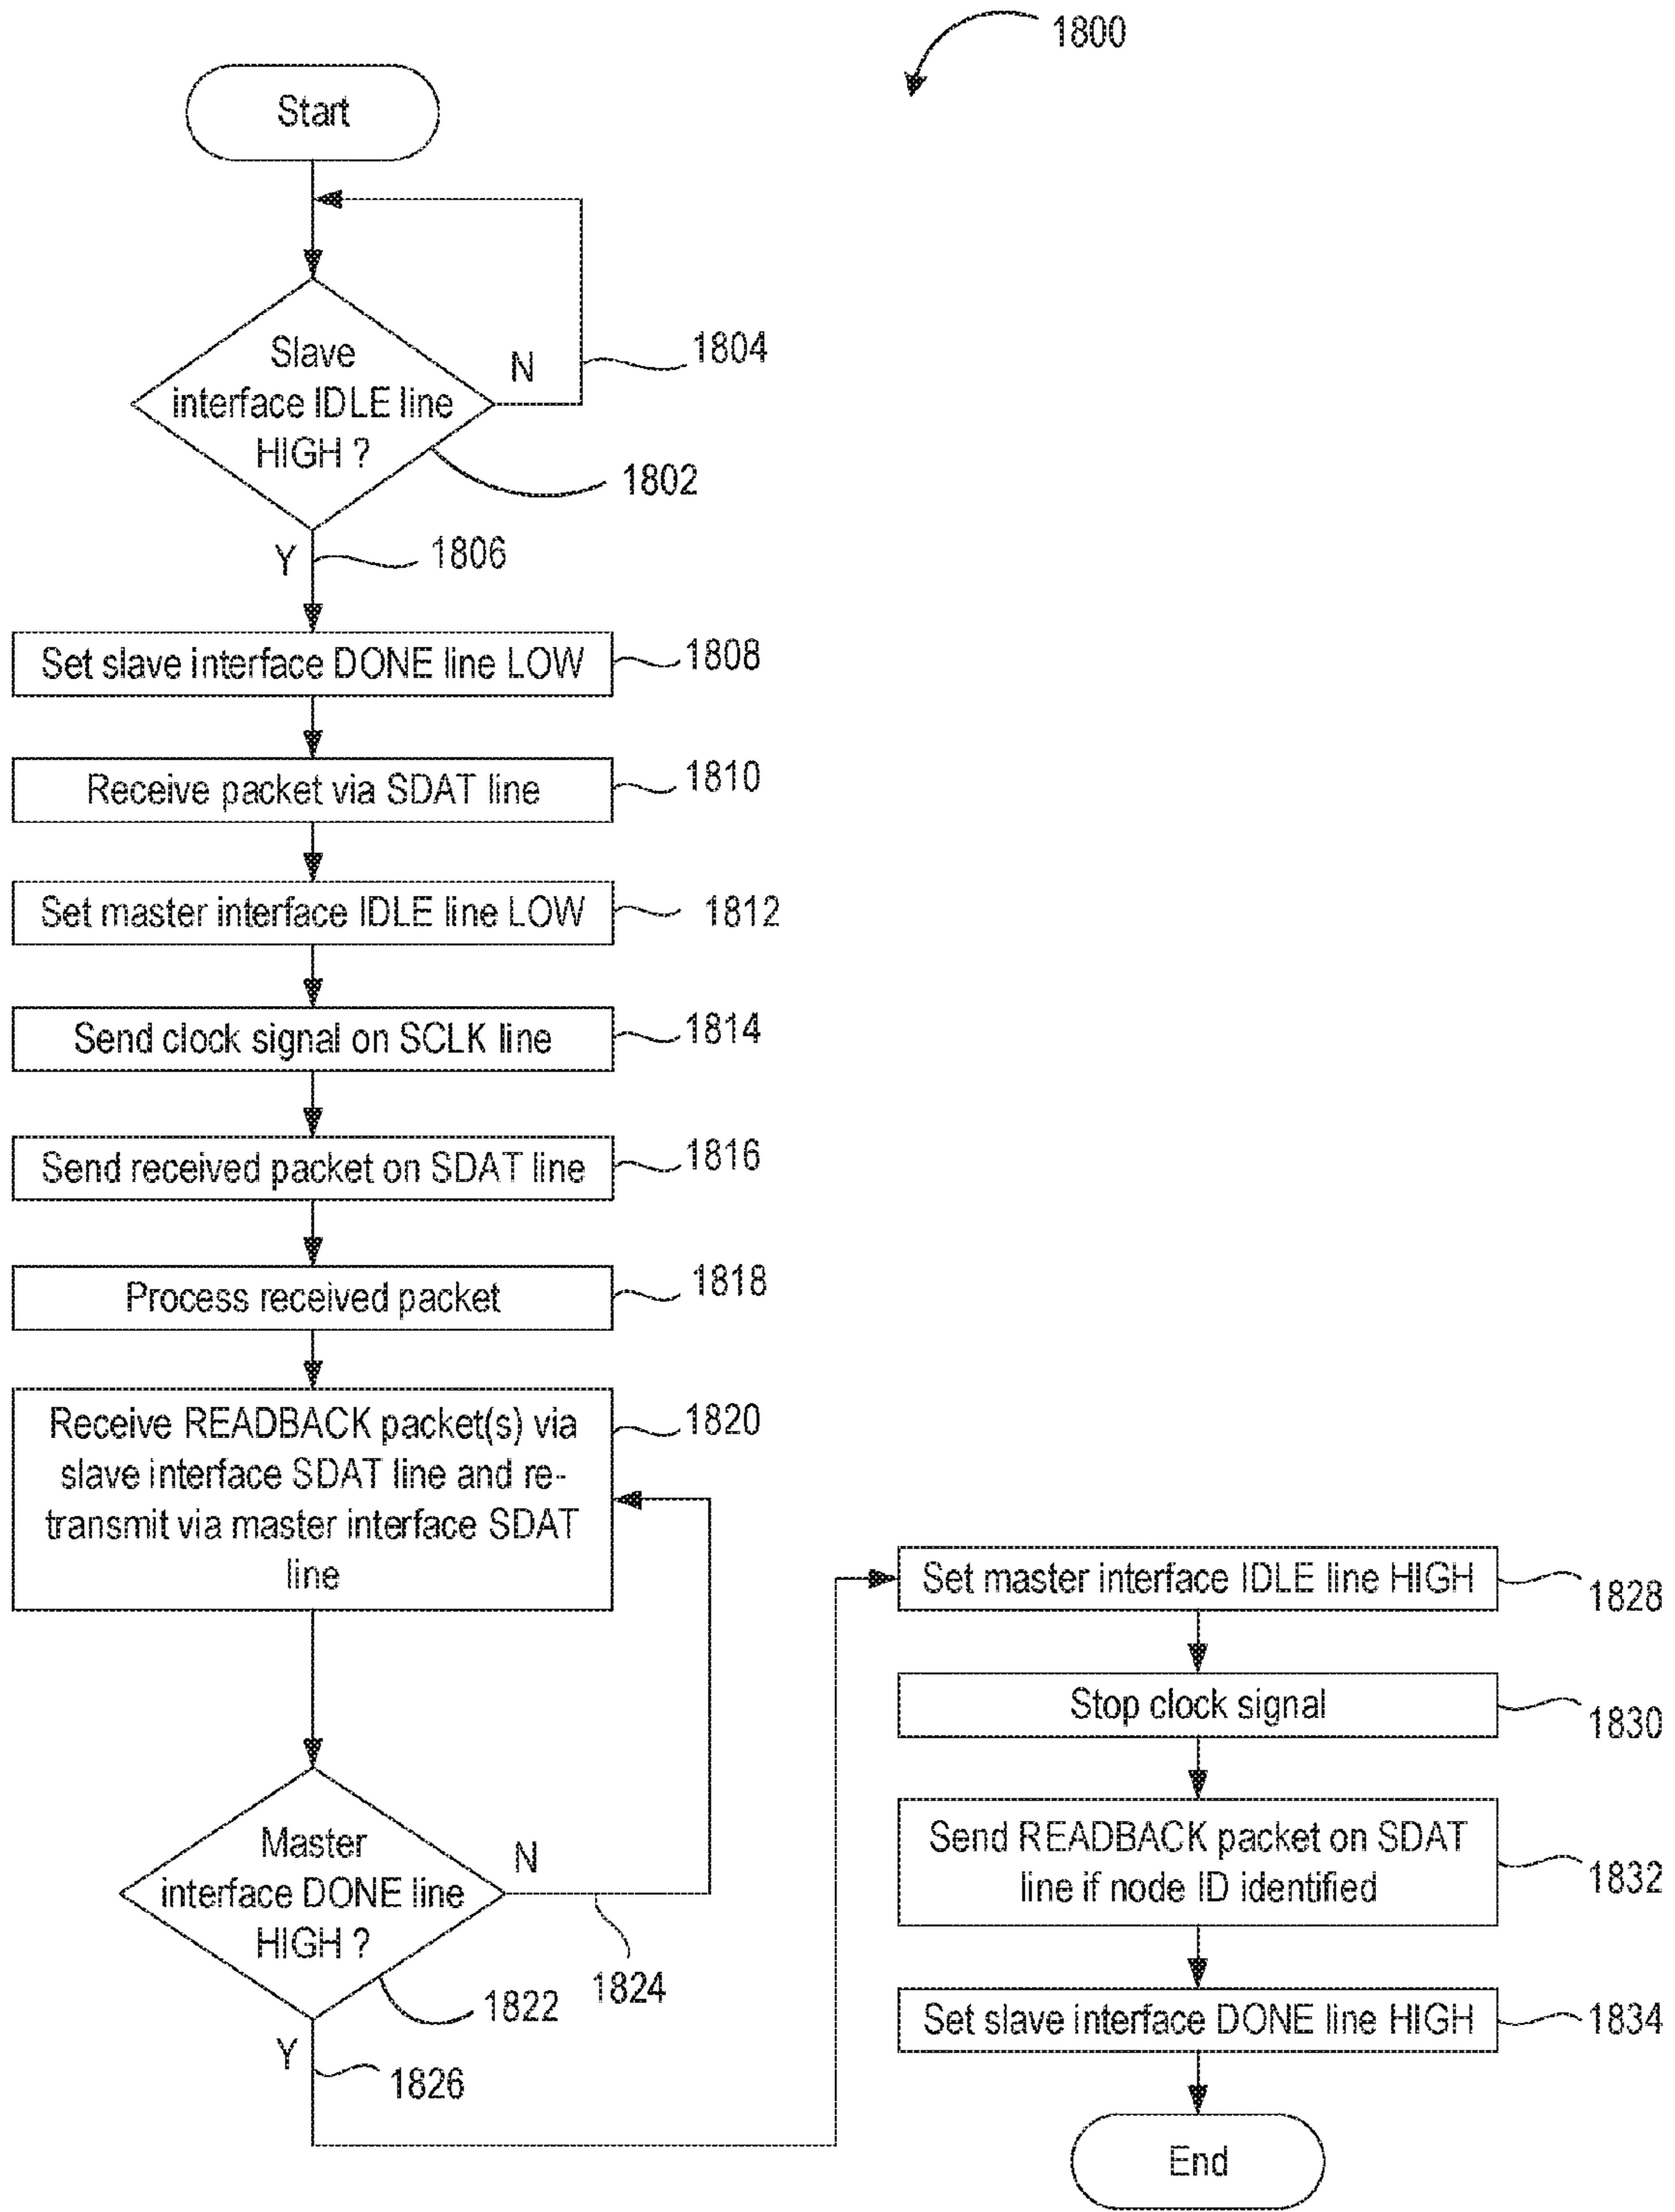 1800
Start
Slave
interface IDLE line
HIGH ?
N
1804
1802
Y
1806
Set slave interface DONE line LOW
1808
Receive packet via SDAT line
1810
Set master interface IDLE line LOW
1812
Send clock signal on SCLK line
1814
Send received packet on SDAT line
1816
Process received packet
1818
Receive READBACK packet(s) via
slave interface SDAT line and re-
transmit via master interface SDAT
line
1820
Master
interface DONE line
HIGH ?
N
1824
1822
Y
1826
Set master interface IDLE line HIGH
1828
Stop clock signal
1830
Send READBACK packet on SDAT
line if node ID identified
1832
Set slave interface DONE line HIGH
1834
End